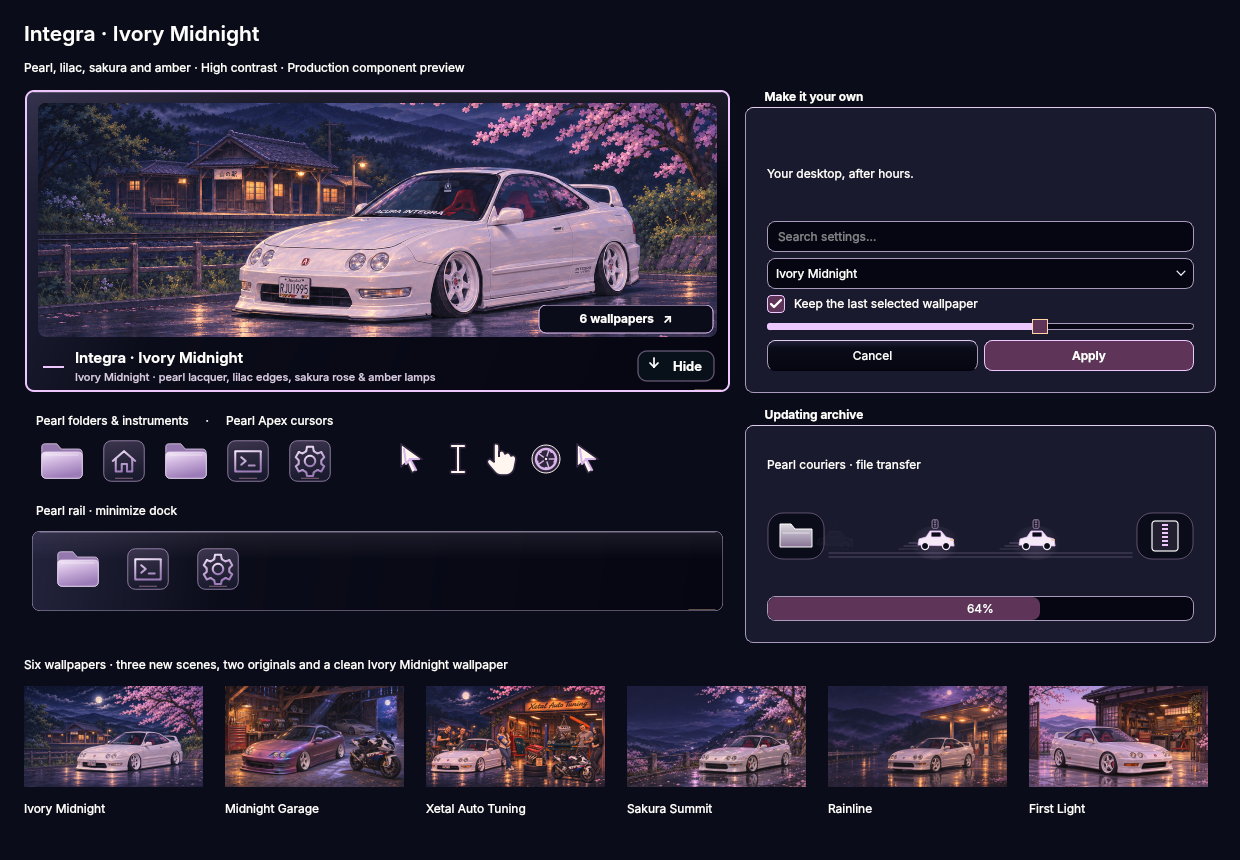 Integra · Ivory Midnight
Pearl, lilac, sakura and amber · High contrast · Production component preview
山の駅
ACURA INTEGRA
RJU1995
6 wallpapers ↗
Integra · Ivory Midnight
Ivory Midnight · pearl lacquer, lilac edges, sakura rose & amber lamps
↓ Hide
Make it your own
Your desktop, after hours.
Search settings...
Ivory Midnight
Keep the last selected wallpaper
Cancel
Apply
Pearl folders & instruments · Pearl Apex cursors
Pearl rail · minimize dock
Updating archive
Pearl couriers · file transfer
64%
Six wallpapers · three new scenes, two originals and a clean Ivory Midnight wallpaper
Xetal Auto Tuning
Ivory Midnight
Midnight Garage
Xetal Auto Tuning
Sakura Summit
Rainline
First Light